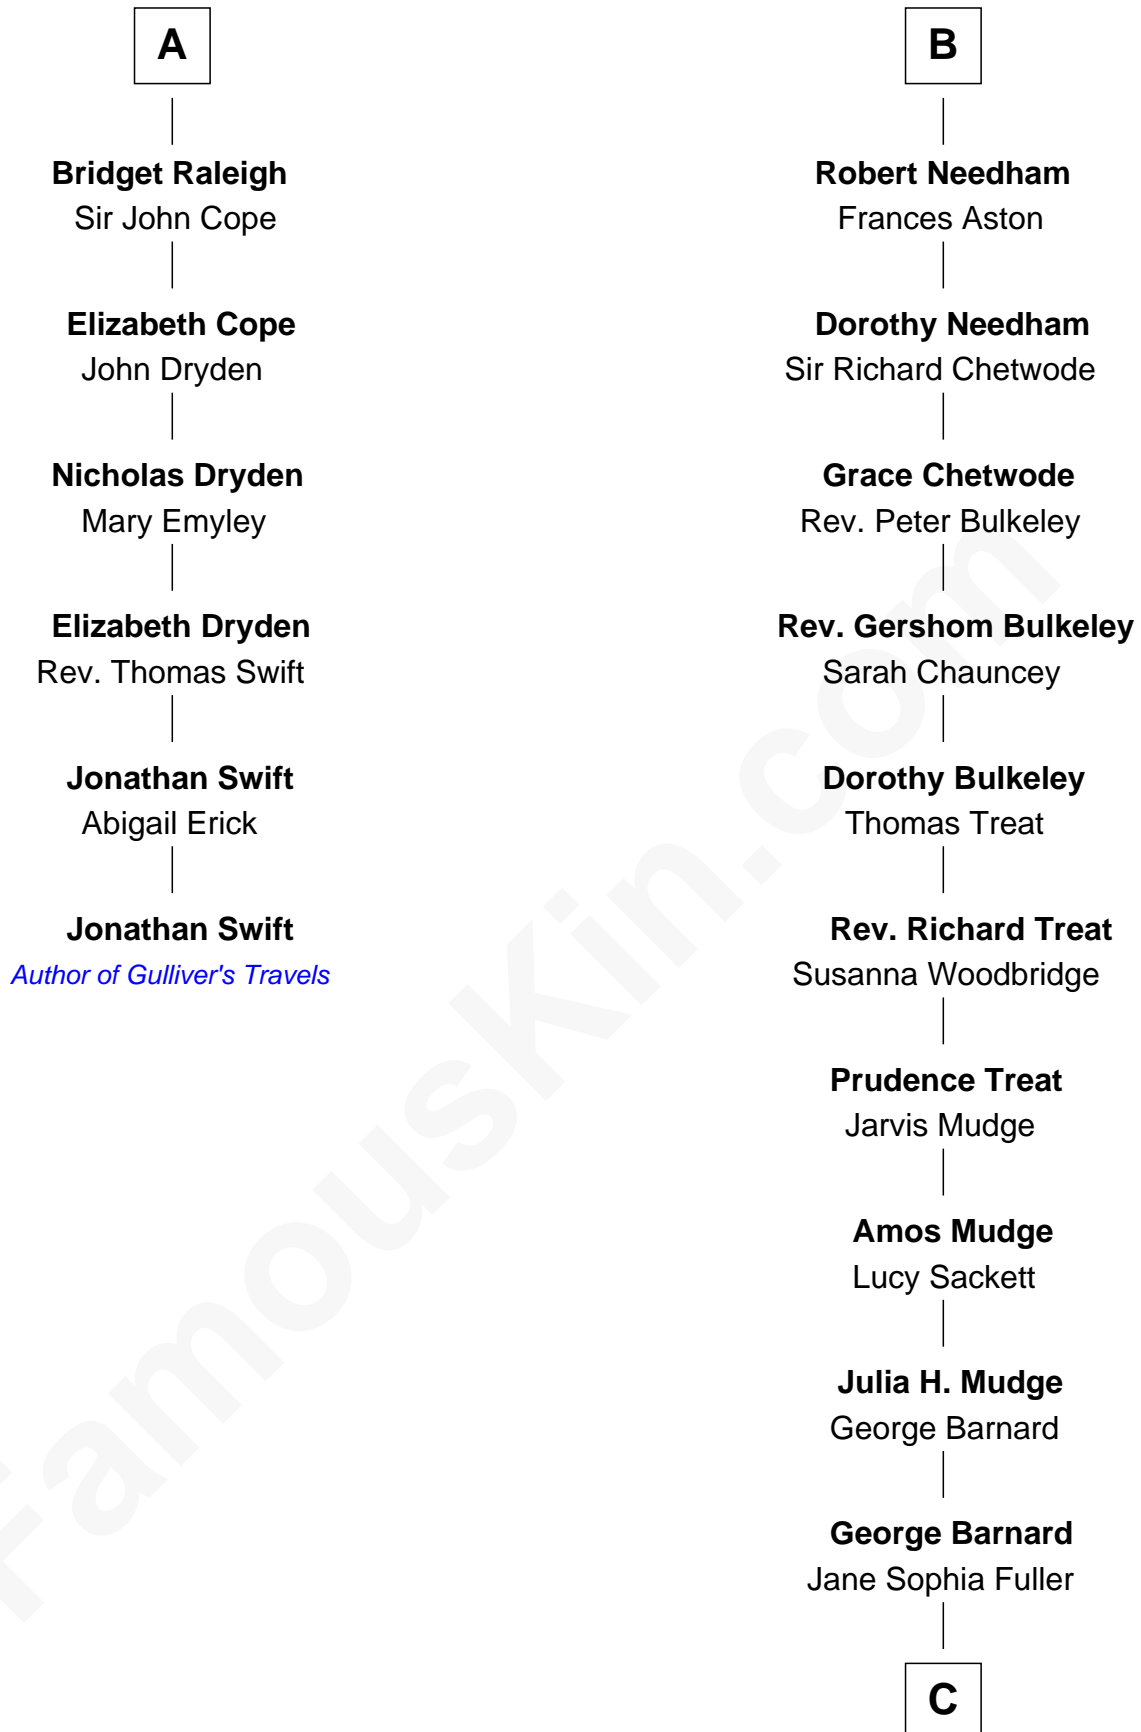 A
Bridget Raleigh
Sir John Cope
Elizabeth Cope
John Dryden
Nicholas Dryden
Mary Emyley
Elizabeth Dryden
Rev. Thomas Swift
Jonathan Swift
Abigail Erick
Jonathan Swift
Author of Gulliver's Travels
B
Robert Needham
Frances Aston
Dorothy Needham
Sir Richard Chetwode
Grace Chetwode
Rev. Peter Bulkeley
Rev. Gershom Bulkeley
Sarah Chauncey
Dorothy Bulkeley
Thomas Treat
Rev. Richard Treat
Susanna Woodbridge
Prudence Treat
Jarvis Mudge
Amos Mudge
Lucy Sackett
Julia H. Mudge
George Barnard
George Barnard
Jane Sophia Fuller
C
FamousKin.com